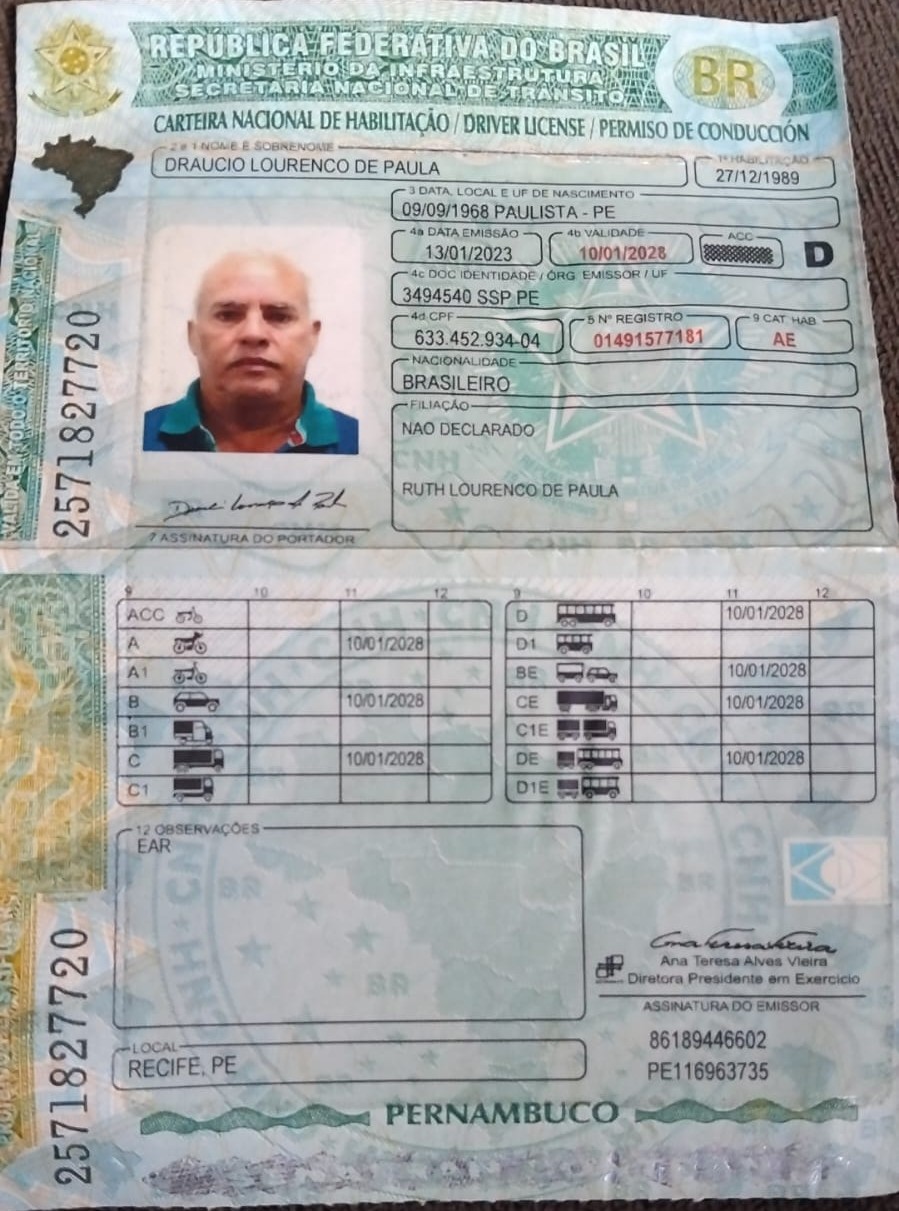 REPÚBLICA FEDERATIVA DO BRASIL
MINISTÉRIO DA INFRAESTRUTURA
SECRETARIA NACIONAL DE TRÂNSITO
BR
CARTEIRA NACIONAL DE HABILITAÇÃO / DRIVER LICENSE / PERMISO DE CONDUCCIÓN
2 e 1 NOME E SOBRENOME
DRAUCIO LOURENCO DE PAULA
1ª HABILITAÇÃO
27/12/1989
3 DATA, LOCAL E UF DE NASCIMENTO
09/09/1968 PAULISTA - PE
4a DATA EMISSÃO
13/01/2023
4b VALIDADE
10/01/2028
ACC
D
4c DOC IDENTIDADE / ÓRG EMISSOR / UF
3494540 SSP PE
4d CPF
633.452.934-04
5 Nº REGISTRO
01491577181
9 CAT HAB
AE
NACIONALIDADE
BRASILEIRO
FILIAÇÃO
NAO DECLARADO
RUTH LOURENCO DE PAULA
7 ASSINATURA DO PORTADOR
VALIDA EM TODO O TERRITÓRIO NACIONAL
2571827720
9 10 11 12 9 10 11 12
ACC D 10/01/2028
A 10/01/2028 D1
A1 BE 10/01/2028
B 10/01/2028 CE 10/01/2028
B1 C1E
C 10/01/2028 DE 10/01/2028
C1 D1E
12 OBSERVAÇÕES
EAR
Ana Teresa Alves Vieira
Diretora Presidente em Exercício
ASSINATURA DO EMISSOR
86189446602
PE116963735
LOCAL
RECIFE, PE
2571827720
PERNAMBUCO